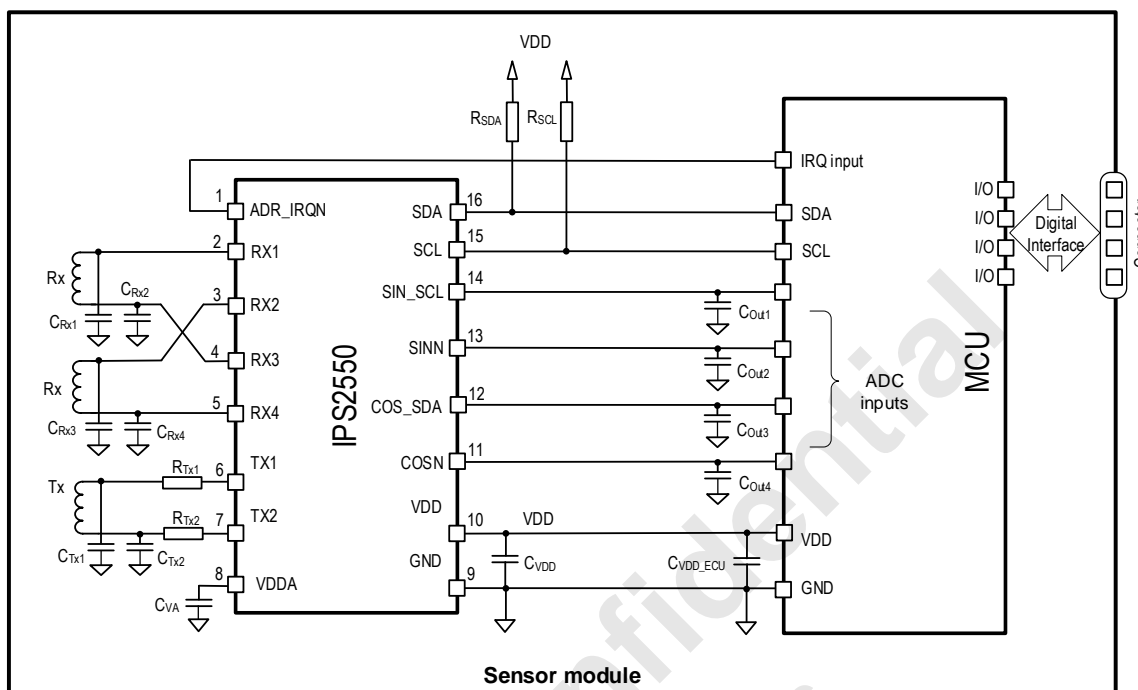 VDD
RSDA
RSCL
IRQ input
1
ADR_IRQN
SDA
16
SDA
2
RX1
SCL
15
SCL
I/O
I/O
I/O
I/O
Digital
Interface
Rx
CRx1
CRx2
3
RX2
SIN_SCL
14
COut1
4
RX3
SINN
13
COut2
Rx
CRx3
CRx4
5
RX4
COS_SDA
12
COut3
ADC
inputs
MCU
IPS2550
TX1
6
RTx1
COSN
11
COut4
Tx
CTx1
CTx2
RTx2
TX2
7
VDD
10
VDD
VDD
CVDD
CVDD_ECU
8
VDDA
CVA
GND
9
GND
Sensor module
nfidential